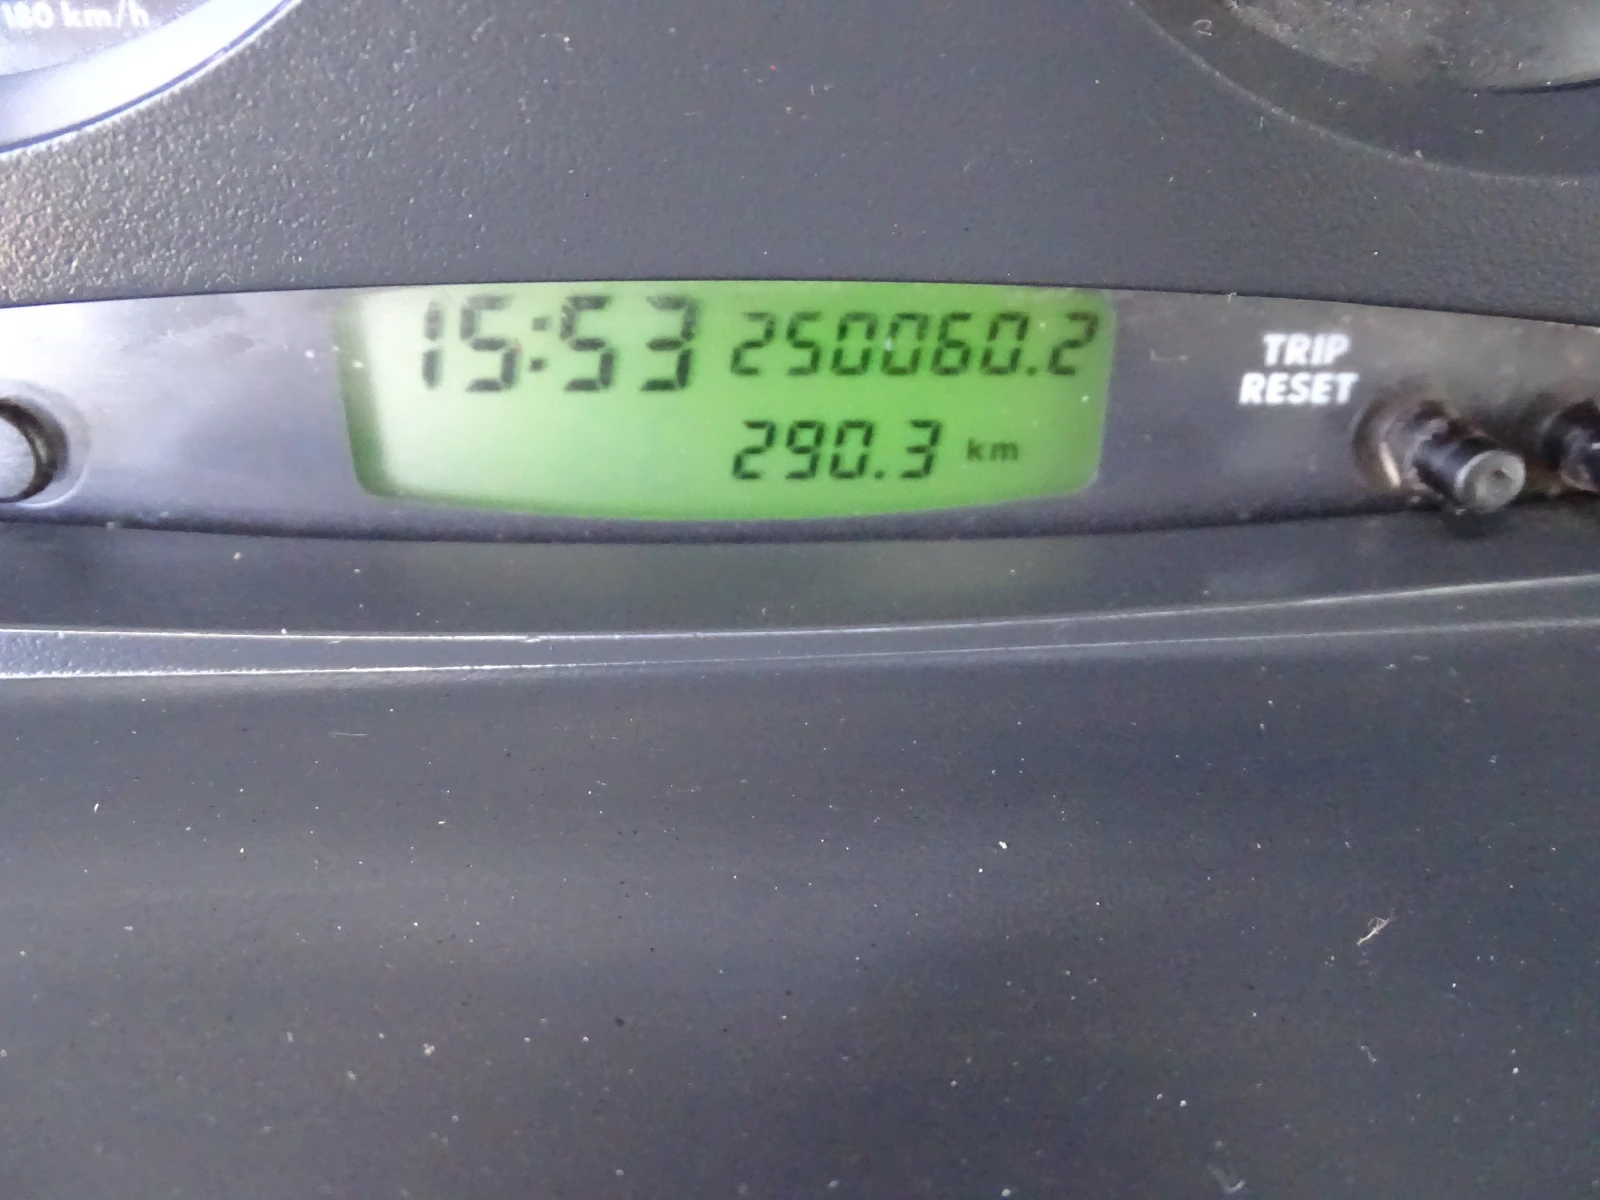 180 km/h
15:53 250060.2
290.3 km
TRIP
RESET